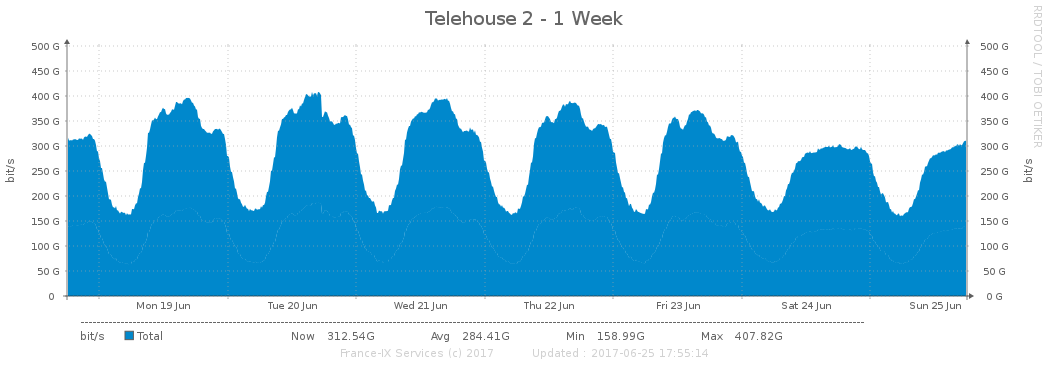 Telehouse 2 - 1 Week
RRDTOOL / TOBI OETIKER
500 G 500 G
450 G 450 G
400 G 400 G
350 G 350 G
300 G 300 G
250 G 250 G
200 G 200 G
150 G 150 G
100 G 100 G
50 G 50 G
0 0 G
bit/s bit/s
Mon 19 Jun Tue 20 Jun Wed 21 Jun Thu 22 Jun Fri 23 Jun Sat 24 Jun Sun 25 Jun
bit/s Total Now 312.54G Avg 284.41G Min 158.99G Max 407.82G
France-IX Services (c) 2017 Updated : 2017-06-25 17:55:14